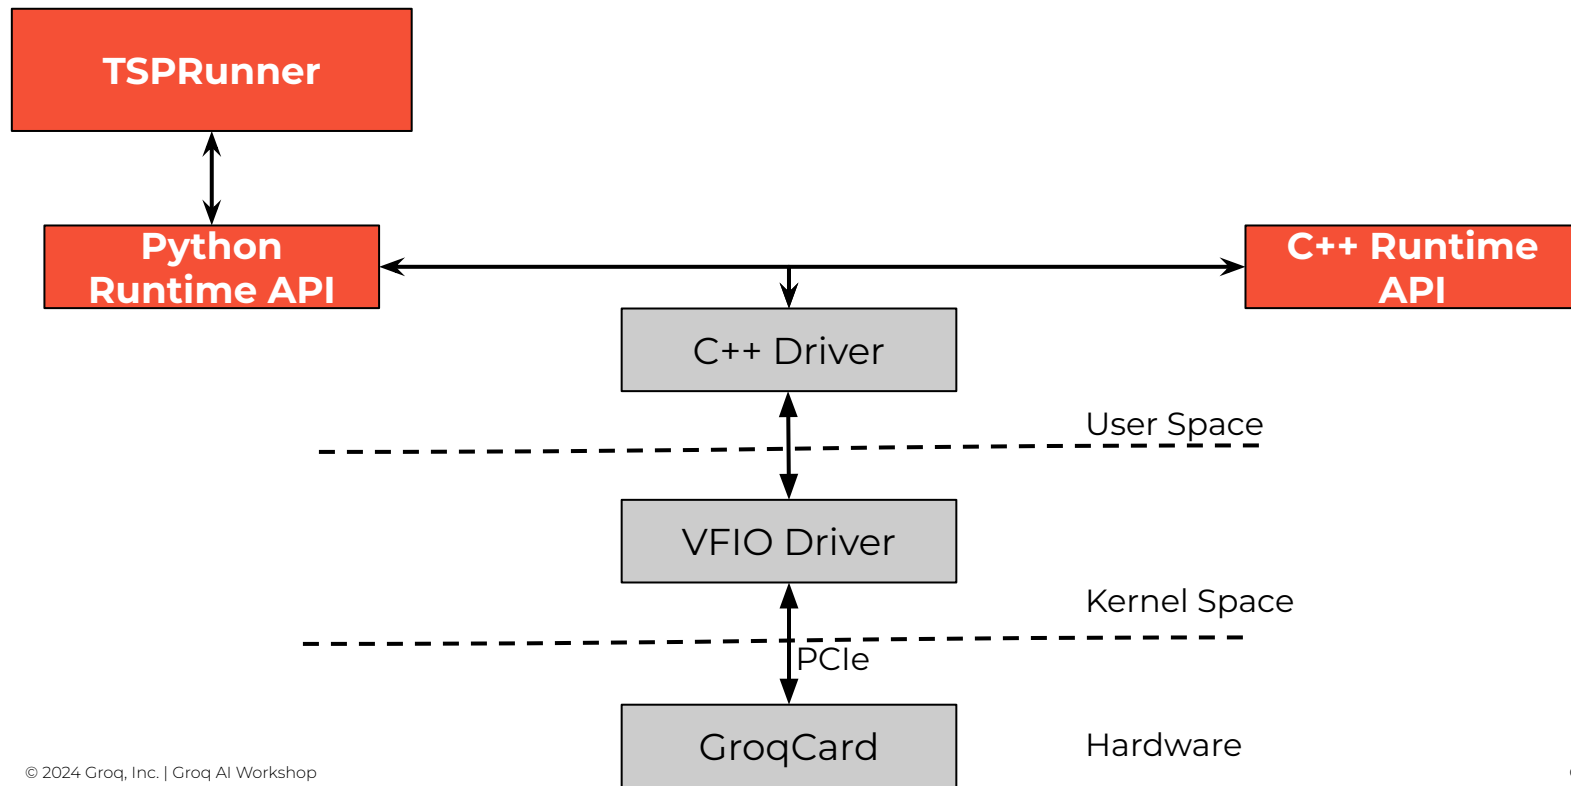 TSPRunner
Python
Runtime API
C++ Runtime
API
C++ Driver
User Space
VFIO Driver
Kernel Space
PCIe
GroqCard
Hardware
© 2024 Groq, Inc. | Groq AI Workshop